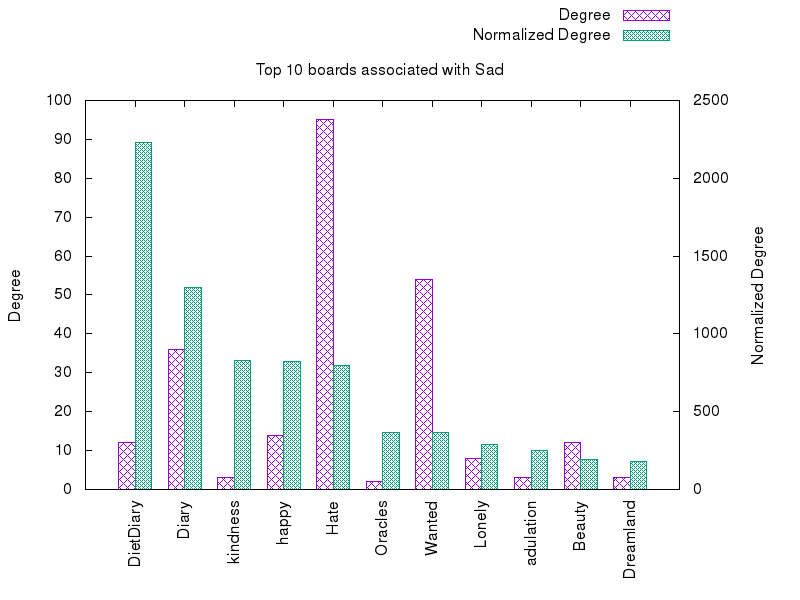 Degree
Normalized Degree
Top 10 boards associated with Sad
100
90
80
70
60
50
40
30
20
10
0
Degree
2500
2000
1500
1000
500
0
Normalized Degree
DietDiary
Diary
kindness
happy
Hate
Oracles
Wanted
Lonely
adulation
Beauty
Dreamland